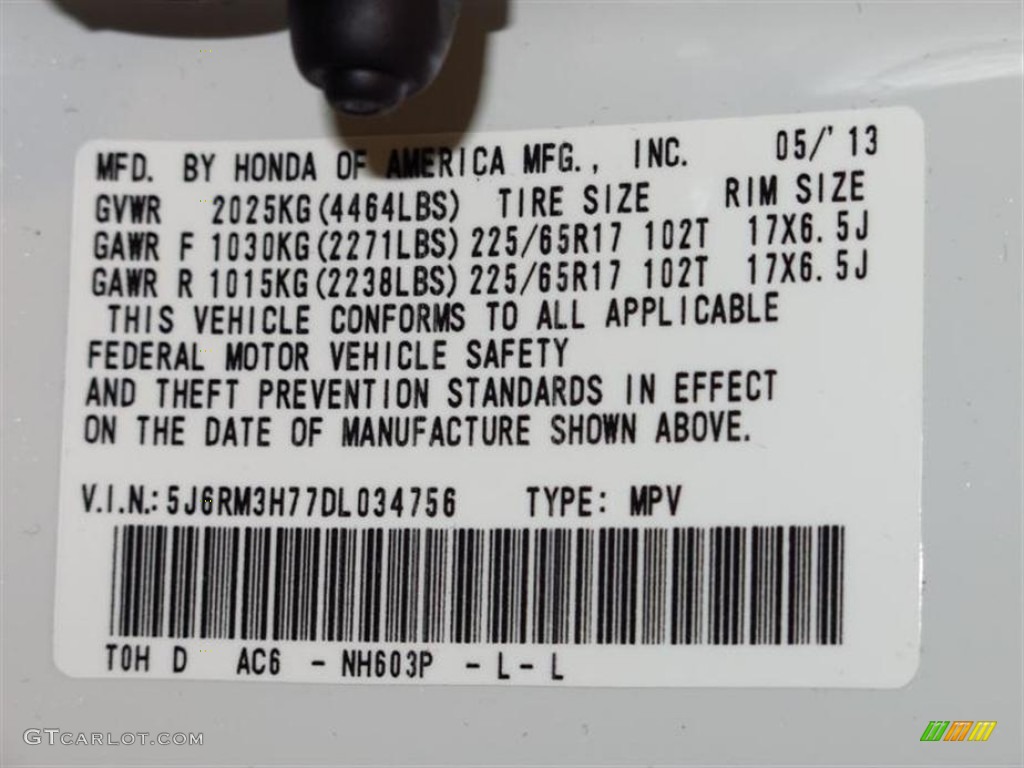 MFD. BY HONDA OF AMERICA MFG., INC. 05/'13
GVWR 2025KG(4464LBS) TIRE SIZE RIM SIZE
GAWR F 1030KG(2271LBS) 225/65R17 102T 17X6.5J
GAWR R 1015KG(2238LBS) 225/65R17 102T 17X6.5J
THIS VEHICLE CONFORMS TO ALL APPLICABLE
FEDERAL MOTOR VEHICLE SAFETY
AND THEFT PREVENTION STANDARDS IN EFFECT
ON THE DATE OF MANUFACTURE SHOWN ABOVE.
V.I.N.: 5J6RM3H77DL034756 TYPE: MPV
T0H D AC6 - NH603P - L - L
GTCARLOT.COM